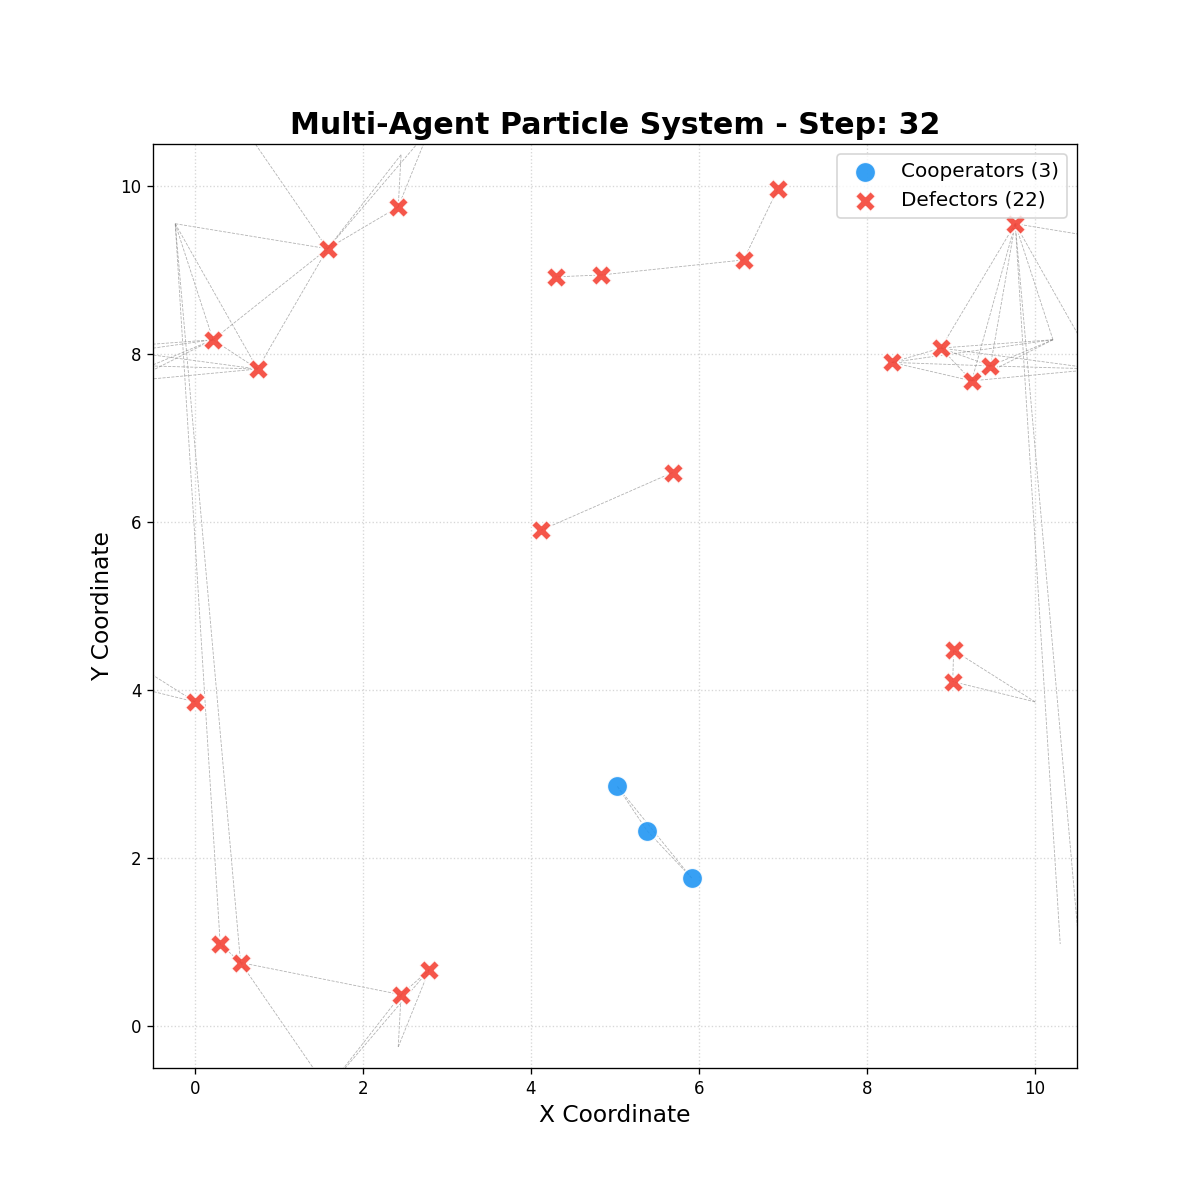 Multi-Agent Particle System - Step: 32
Cooperators (3)
Defectors (22)
10
8
6
4
2
0
Y Coordinate
0 2 4 6 8 10
X Coordinate